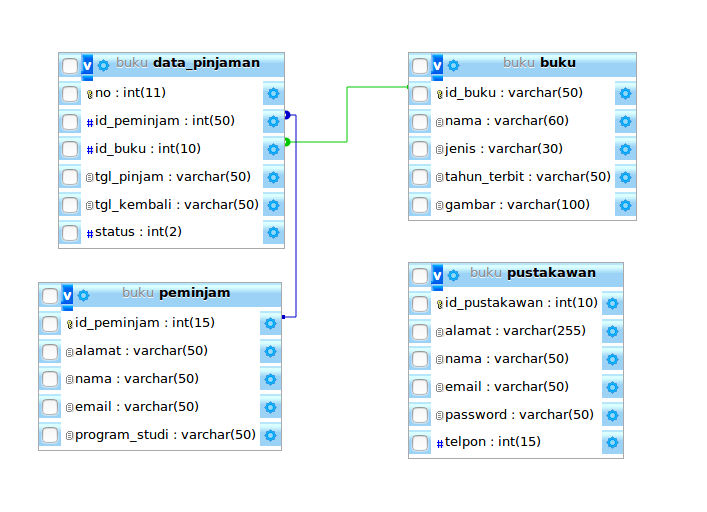 v buku data_pinjaman
no : int(11)
#id_peminjam : int(50)
#id_buku : int(10)
tgl_pinjam : varchar(50)
tgl_kembali : varchar(50)
#status : int(2)
v buku buku
id_buku : varchar(50)
nama : varchar(60)
jenis : varchar(30)
tahun_terbit : varchar(50)
gambar : varchar(100)
v buku peminjam
id_peminjam : int(15)
alamat : varchar(50)
nama : varchar(50)
email : varchar(50)
program_studi : varchar(50)
v buku pustakawan
id_pustakawan : int(10)
alamat : varchar(255)
nama : varchar(50)
email : varchar(50)
password : varchar(50)
#telpon : int(15)